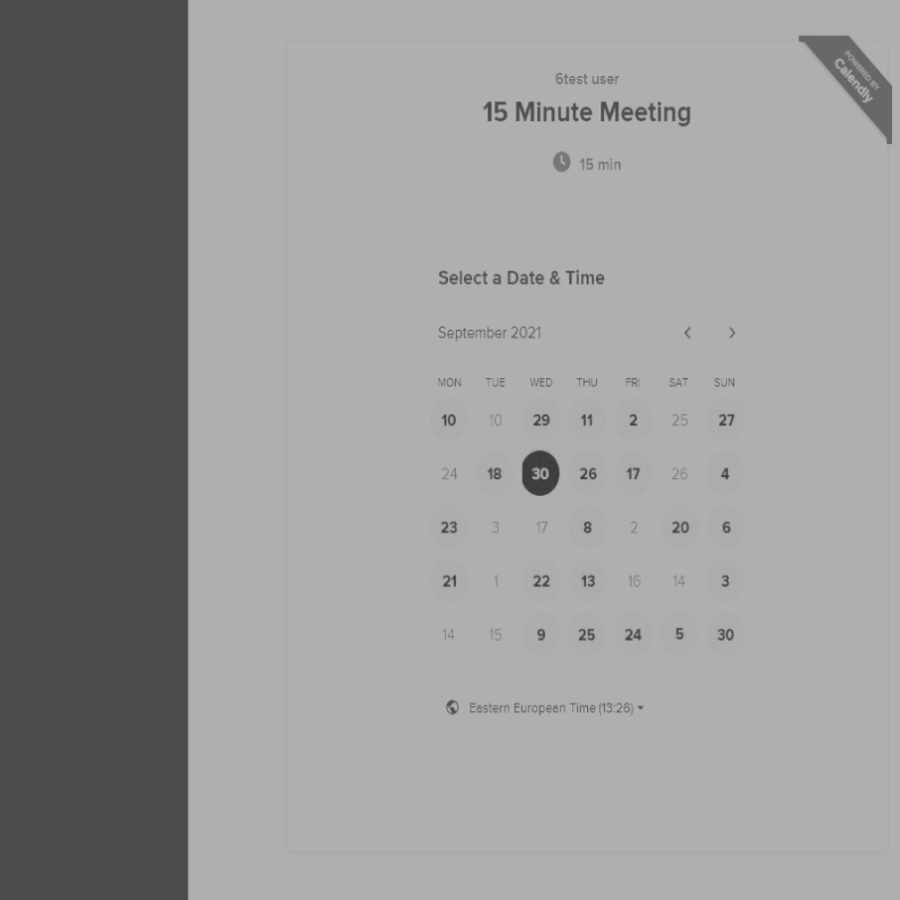 POWERED BY
Calendly
6test user
15 Minute Meeting
15 min
Select a Date & Time
September 2021
MON TUE WED THU FRI SAT SUN
10 10 29 11 2 25 27
24 18 30 26 17 26 4
23 3 17 8 2 20 6
21 1 22 13 16 14 3
14 15 9 25 24 5 30
Eastern European Time (13:26)